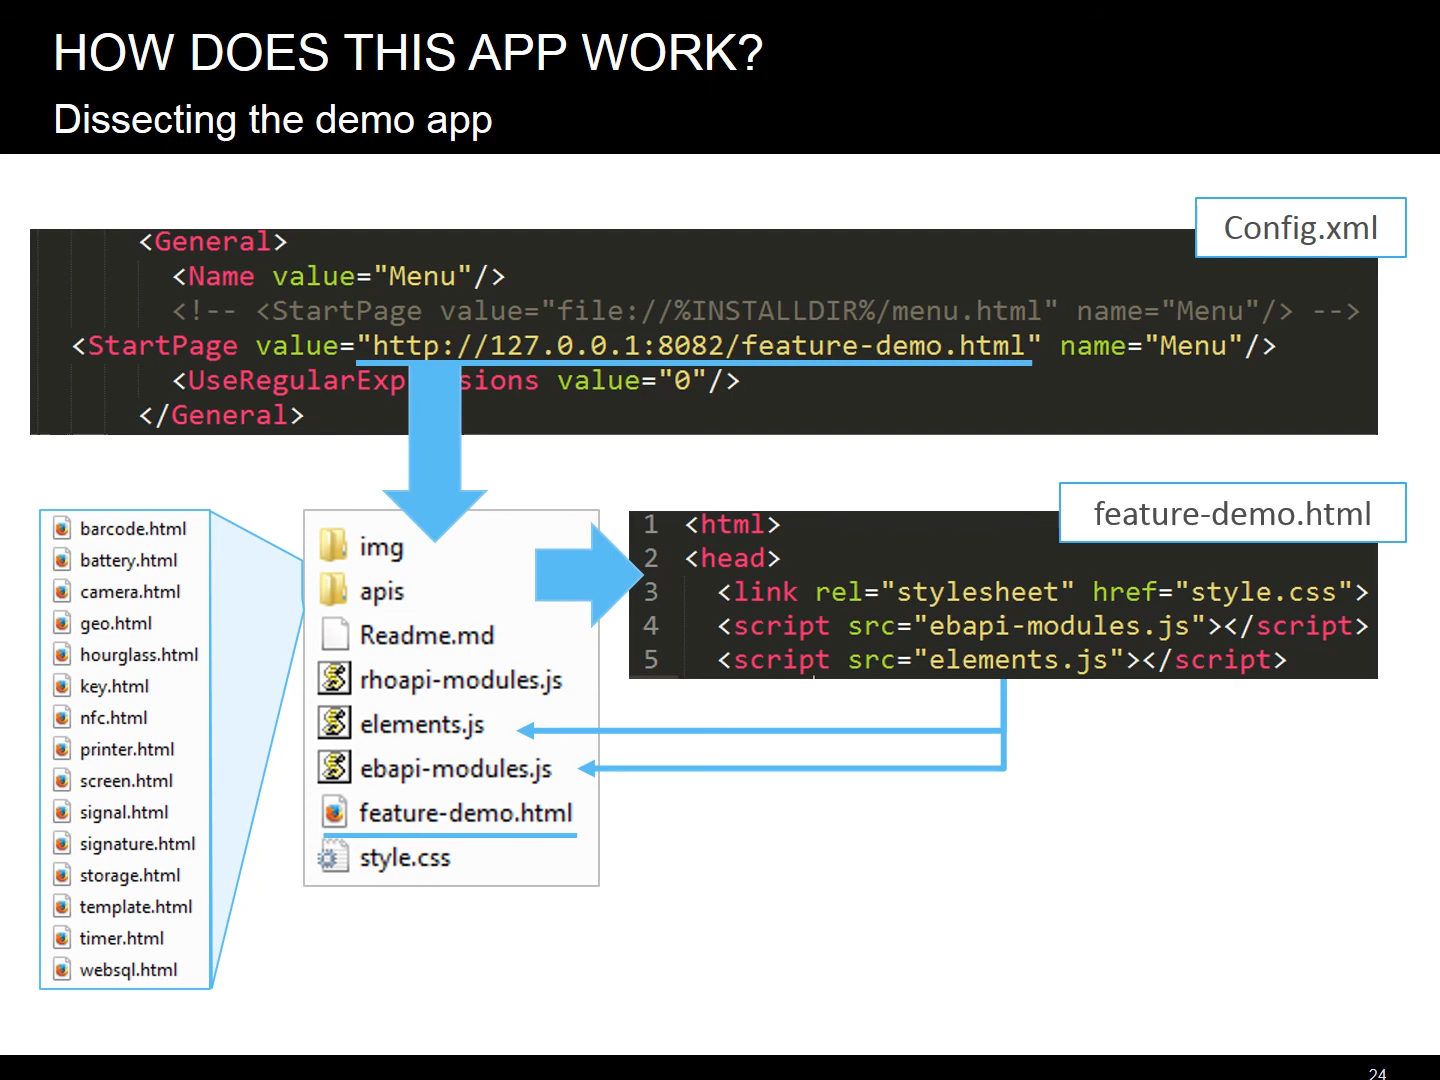 HOW DOES THIS APP WORK?
Dissecting the demo app
Config.xml
<General>
<Name value="Menu"/>
<!-- <StartPage value="file://%INSTALLDIR%/menu.html" name="Menu"/> -->
<StartPage value="http://127.0.0.1:8082/feature-demo.html" name="Menu"/>
<UseRegularExp sions value="0"/>
</General>
barcode.html
battery.html
camera.html
geo.html
hourglass.html
key.html
nfc.html
printer.html
screen.html
signal.html
signature.html
storage.html
template.html
timer.html
websql.html
img
apis
Readme.md
rhoapi-modules.js
elements.js
ebapi-modules.js
feature-demo.html
style.css
feature-demo.html
1 <html>
2 <head>
3 <link rel="stylesheet" href="style.css">
4 <script src="ebapi-modules.js"></script>
5 <script src="elements.js"></script>
24